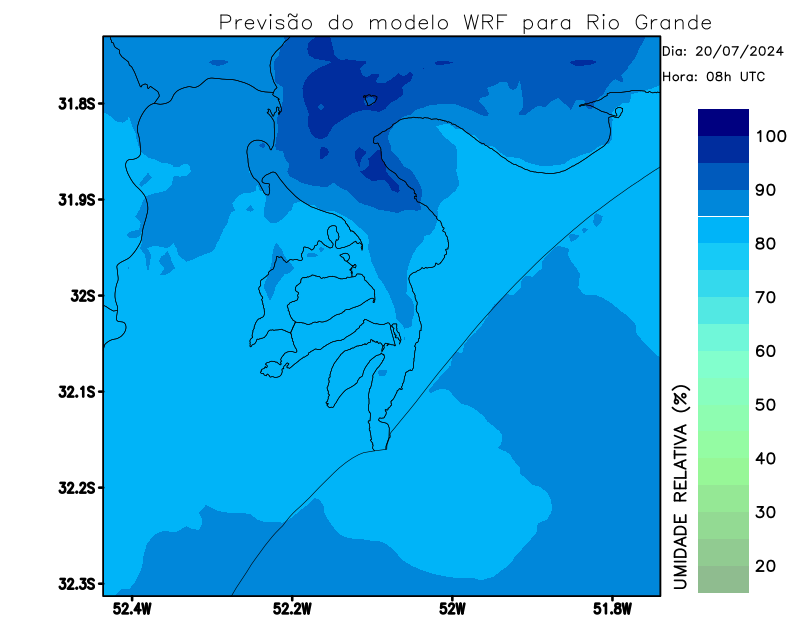 Previsão do modelo WRF para Rio Grande
Dia: 20/07/2024
Hora: 08h UTC
31.8S
31.9S
32S
32.1S
32.2S
32.3S
52.4W
52.2W
52W
51.8W
100
90
80
70
60
50
40
30
20
UMIDADE RELATIVA (%)